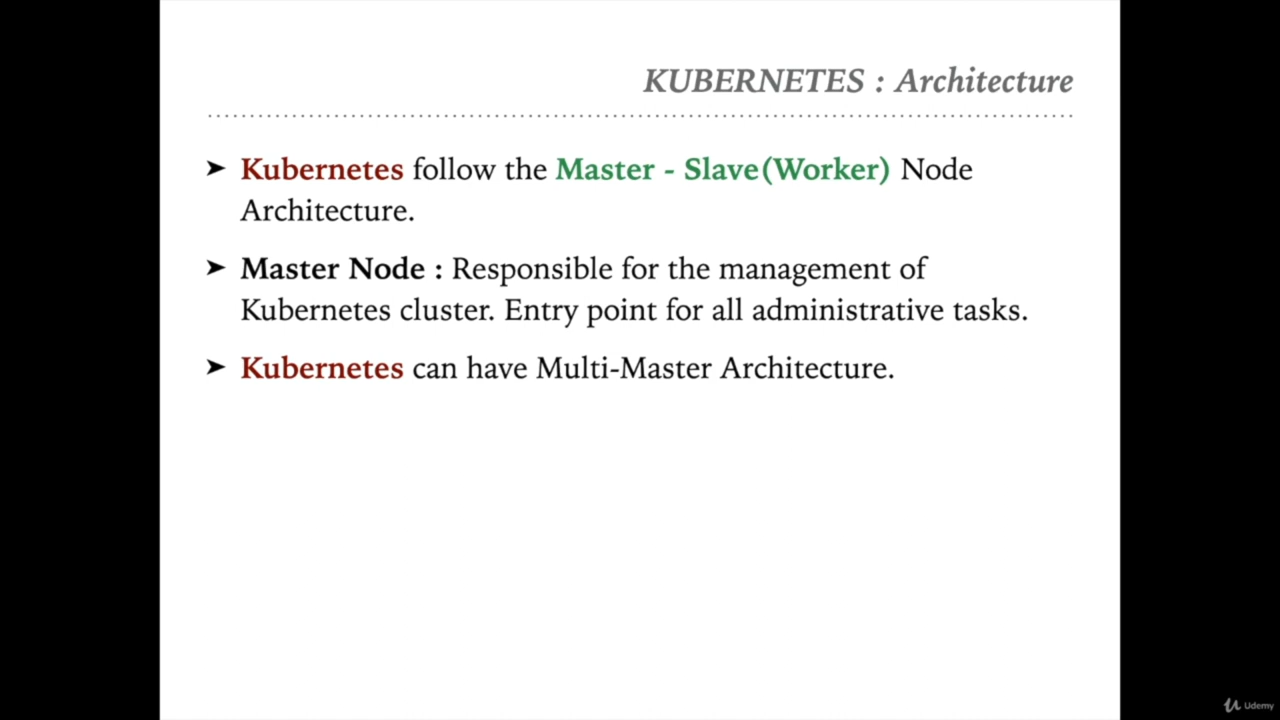 KUBERNETES : Architecture
➤ Kubernetes follow the Master - Slave(Worker) Node
Architecture.
➤ Master Node : Responsible for the management of
Kubernetes cluster. Entry point for all administrative tasks.
➤ Kubernetes can have Multi-Master Architecture.
Udemy